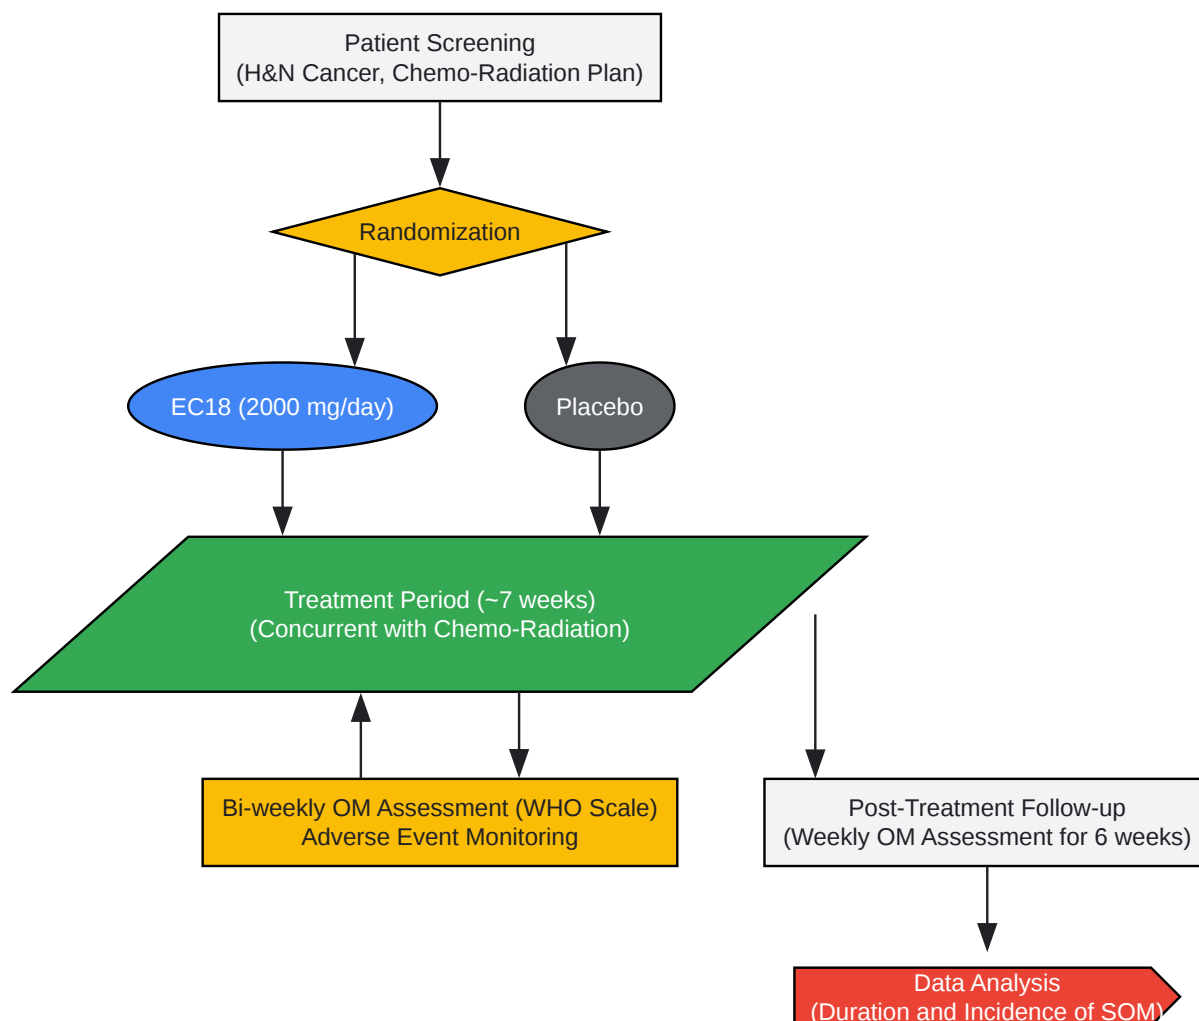 Patient Screening
(H&N Cancer, Chemo-Radiation Plan)
Randomization
EC18 (2000 mg/day)
Placebo
Treatment Period (~7 weeks)
(Concurrent with Chemo-Radiation)
Bi-weekly OM Assessment (WHO Scale)
Adverse Event Monitoring
Post-Treatment Follow-up
(Weekly OM Assessment for 6 weeks)
Data Analysis
(Duration and Incidence of SOM)